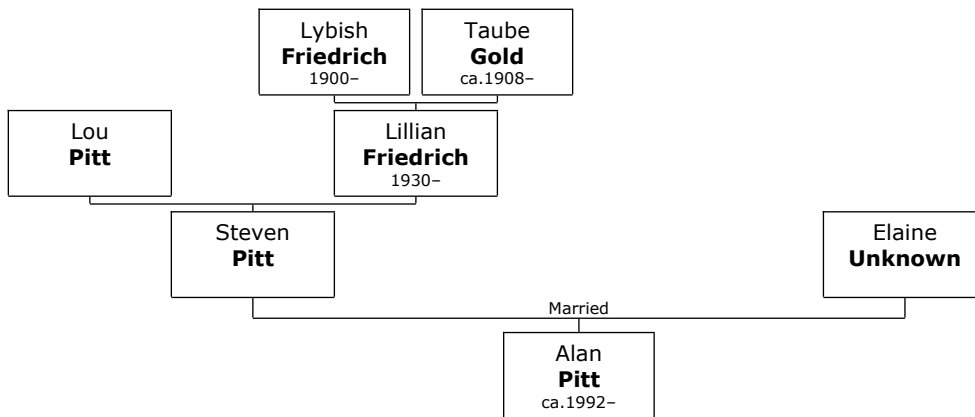 Lybish
Friedrich
1900–
Taube
Gold
ca.1908–
Lou
Pitt
Lillian
Friedrich
1930–
Steven
Pitt
Elaine
Unknown
Married
Alan
Pitt
ca.1992–